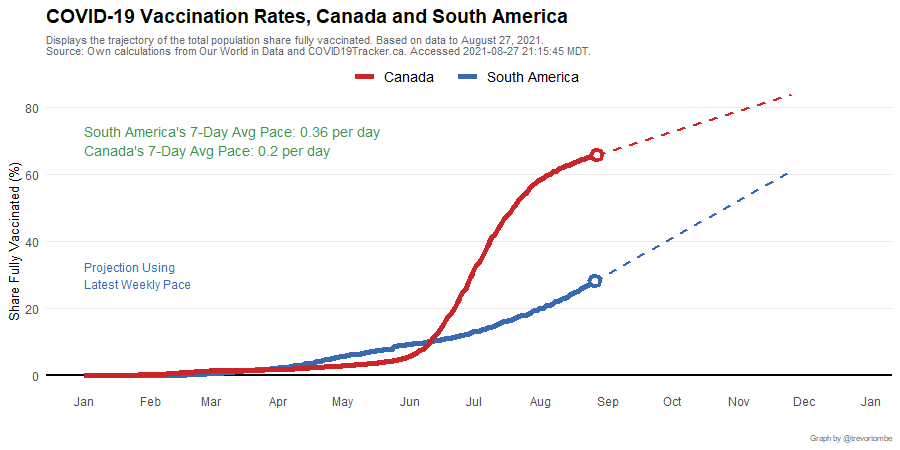 COVID-19 Vaccination Rates, Canada and South America
Displays the trajectory of the total population share fully vaccinated. Based on data to August 27, 2021.
Source: Own calculations from Our World in Data and COVID19Tracker.ca. Accessed 2021-08-27 21:15:45 MDT.
Canada South America
South America's 7-Day Avg Pace: 0.36 per day
Canada's 7-Day Avg Pace: 0.2 per day
Projection Using
Latest Weekly Pace
Share Fully Vaccinated (%)
80
60
40
20
0
Jan Feb Mar Apr May Jun Jul Aug Sep Oct Nov Dec Jan
Graph by @trevortombe